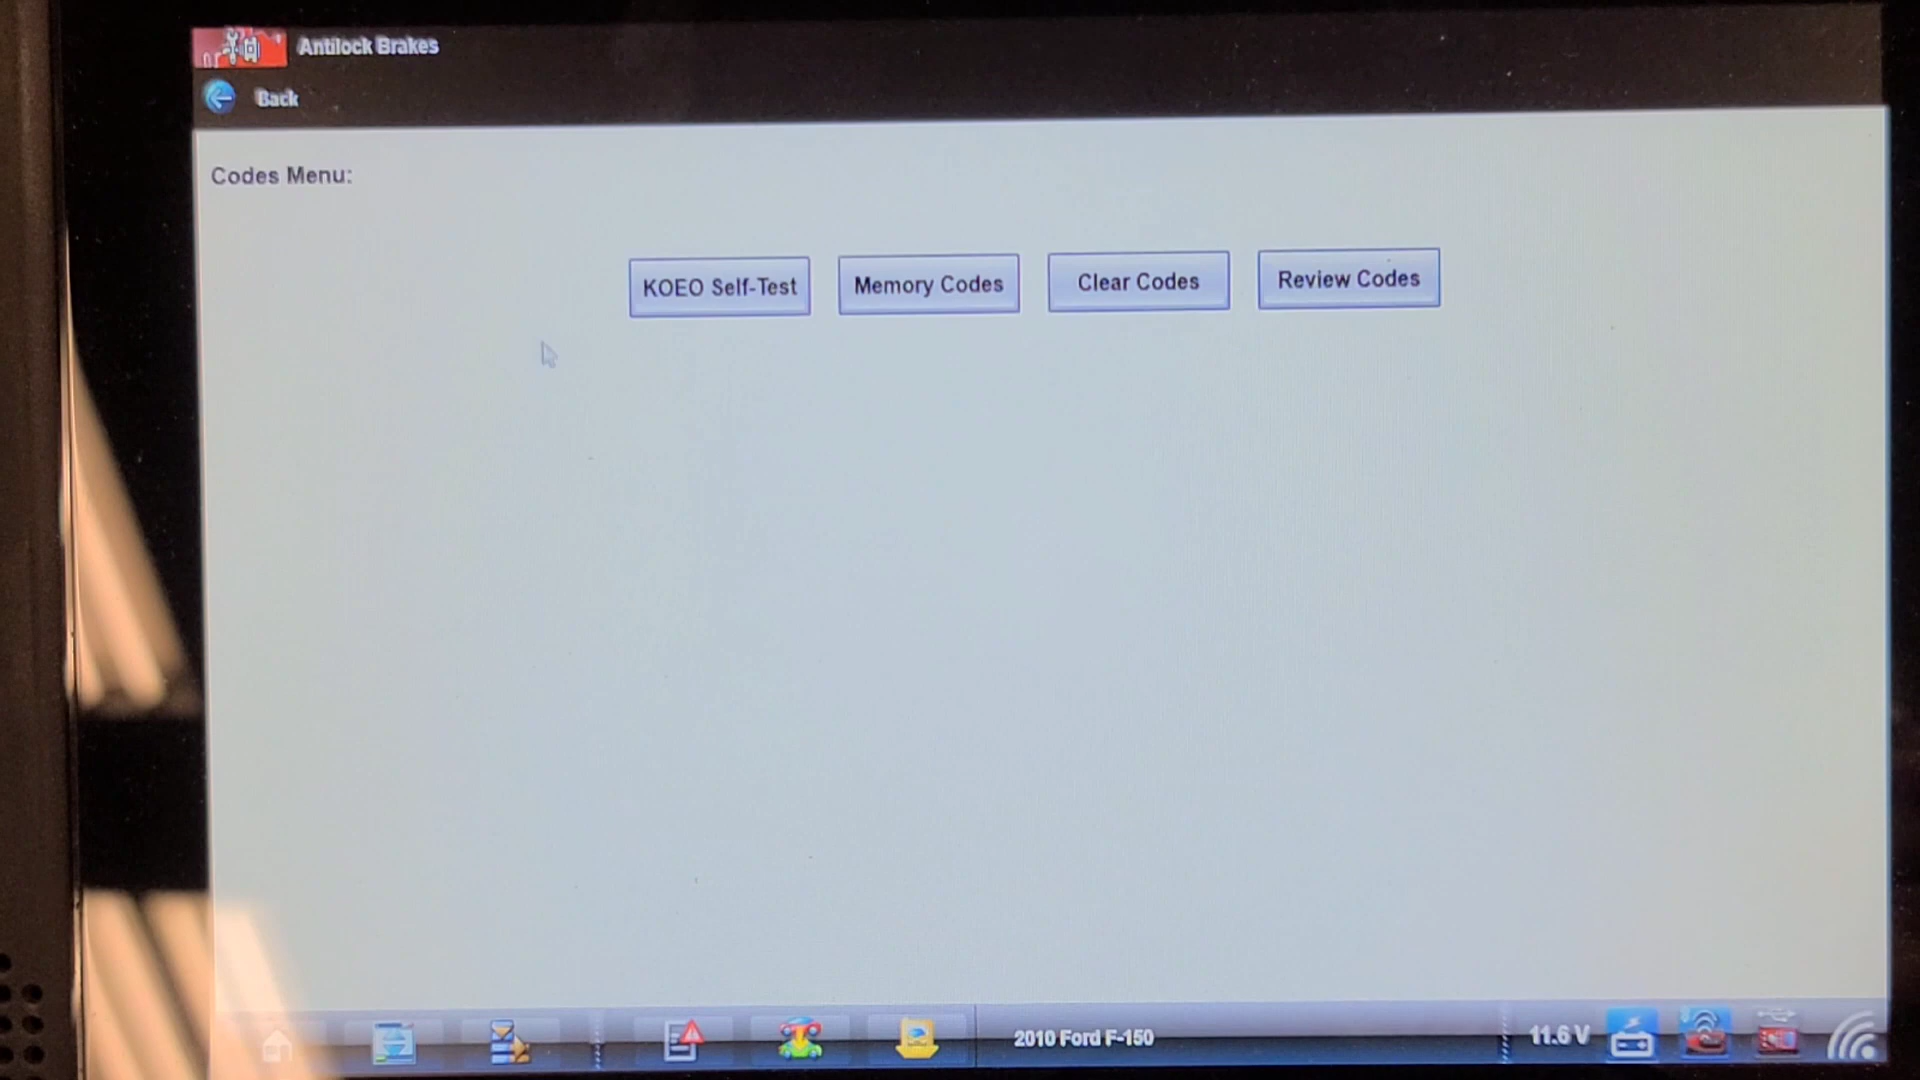 Antilock Brakes
Back
Codes Menu:
KOEO Self-Test
Memory Codes
Clear Codes
Review Codes
2010 Ford F-150
11.6 V